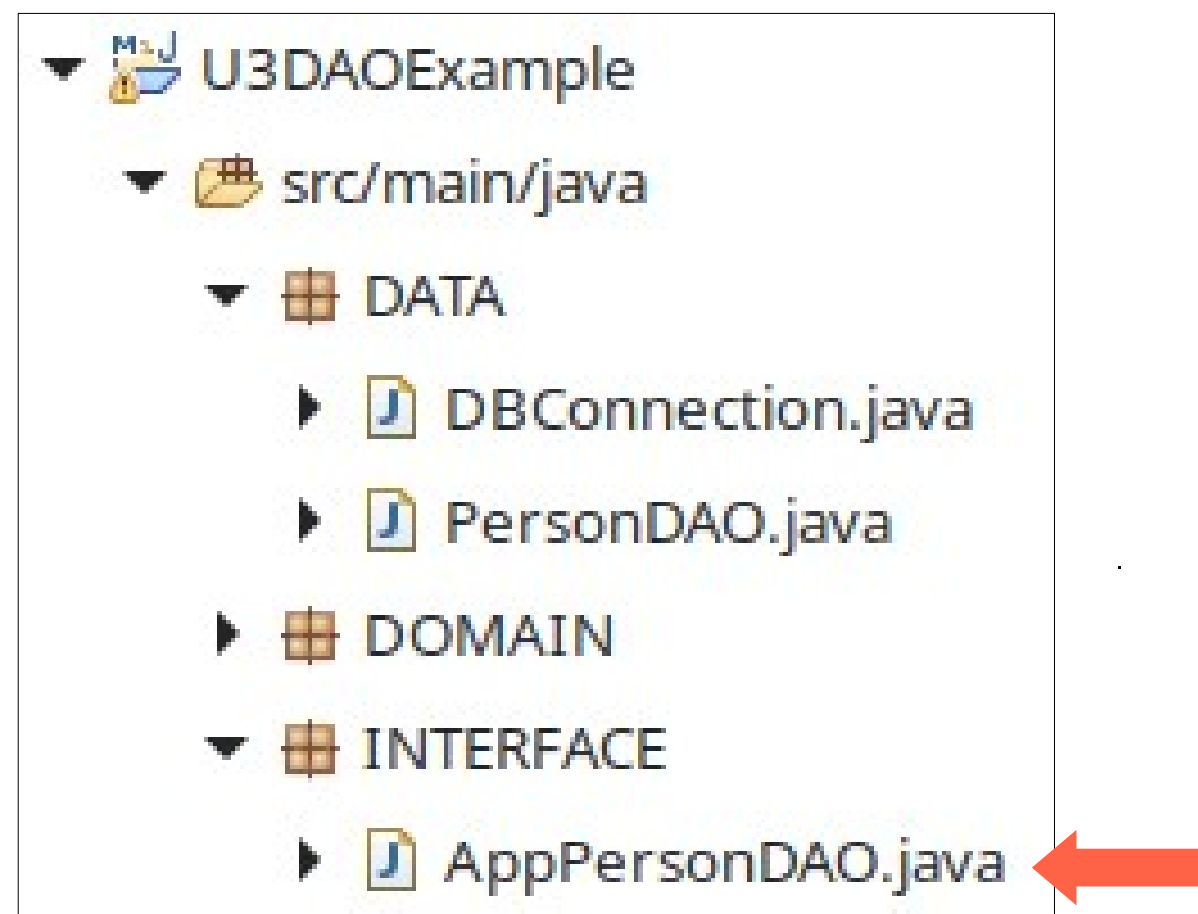 U3DAOExample
src/main/java
DATA
DBConnection.java
PersonDAO.java
DOMAIN
INTERFACE
AppPersonDAO.java